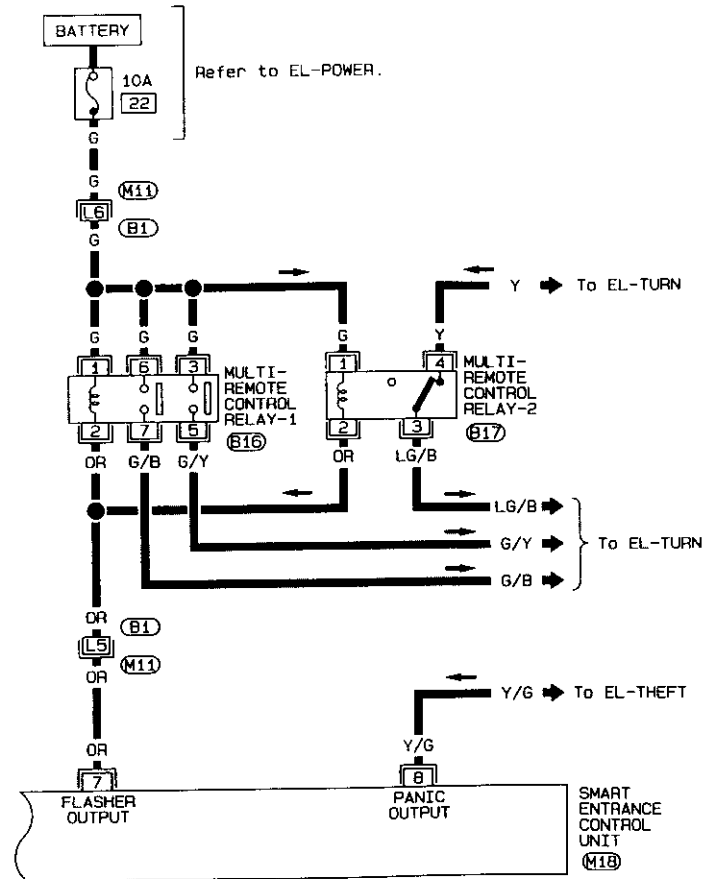 BATTERY
Refer to EL-POWER.
10A
22
G
G
M11
L6
B1
G
Y To EL-TURN
G G G G Y
1 6 3
MULTI-
REMOTE
CONTROL
RELAY-1
B16
1 4
MULTI-
REMOTE
CONTROL
RELAY-2
B17
2 7 5
2 3
OR G/B G/Y OR LG/B
LG/B
G/Y To EL-TURN
G/B
OR
B1
L5
M11
OR
Y/G To EL-THEFT
OR Y/G
7 8
FLASHER
OUTPUT
PANIC
OUTPUT
SMART
ENTRANCE
CONTROL
UNIT
M18